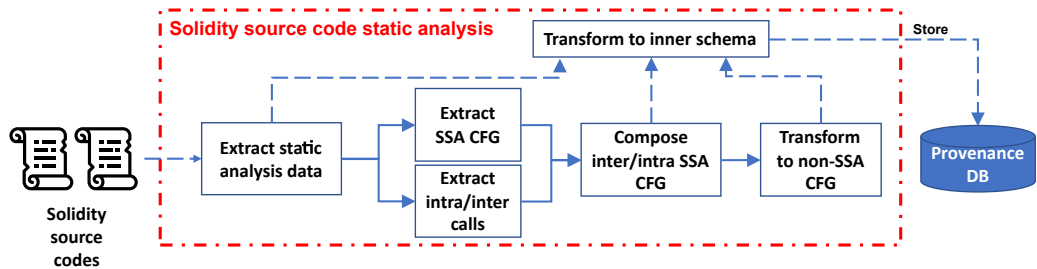 Solidity source code static analysis
Transform to inner schema
Store
Extract static
analysis data
Extract
SSA CFG
Extract
intra/inter
calls
Compose
inter/intra SSA
CFG
Transform
to non-SSA
CFG
Provenance
DB
Solidity
source
codes